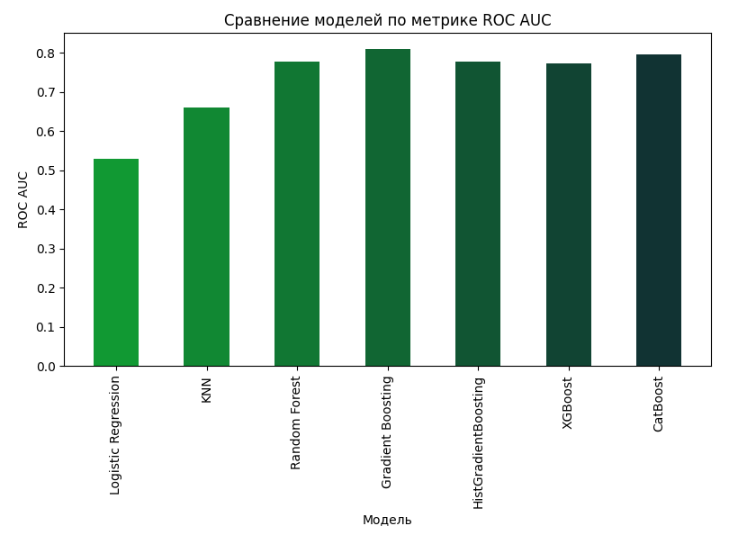 Сравнение моделей по метрике ROC AUC
ROC AUC
0.8
0.7
0.6
0.5
0.4
0.3
0.2
0.1
0.0
Logistic Regression
KNN
Random Forest
Gradient Boosting
HistGradientBoosting
XGBoost
CatBoost
Модель